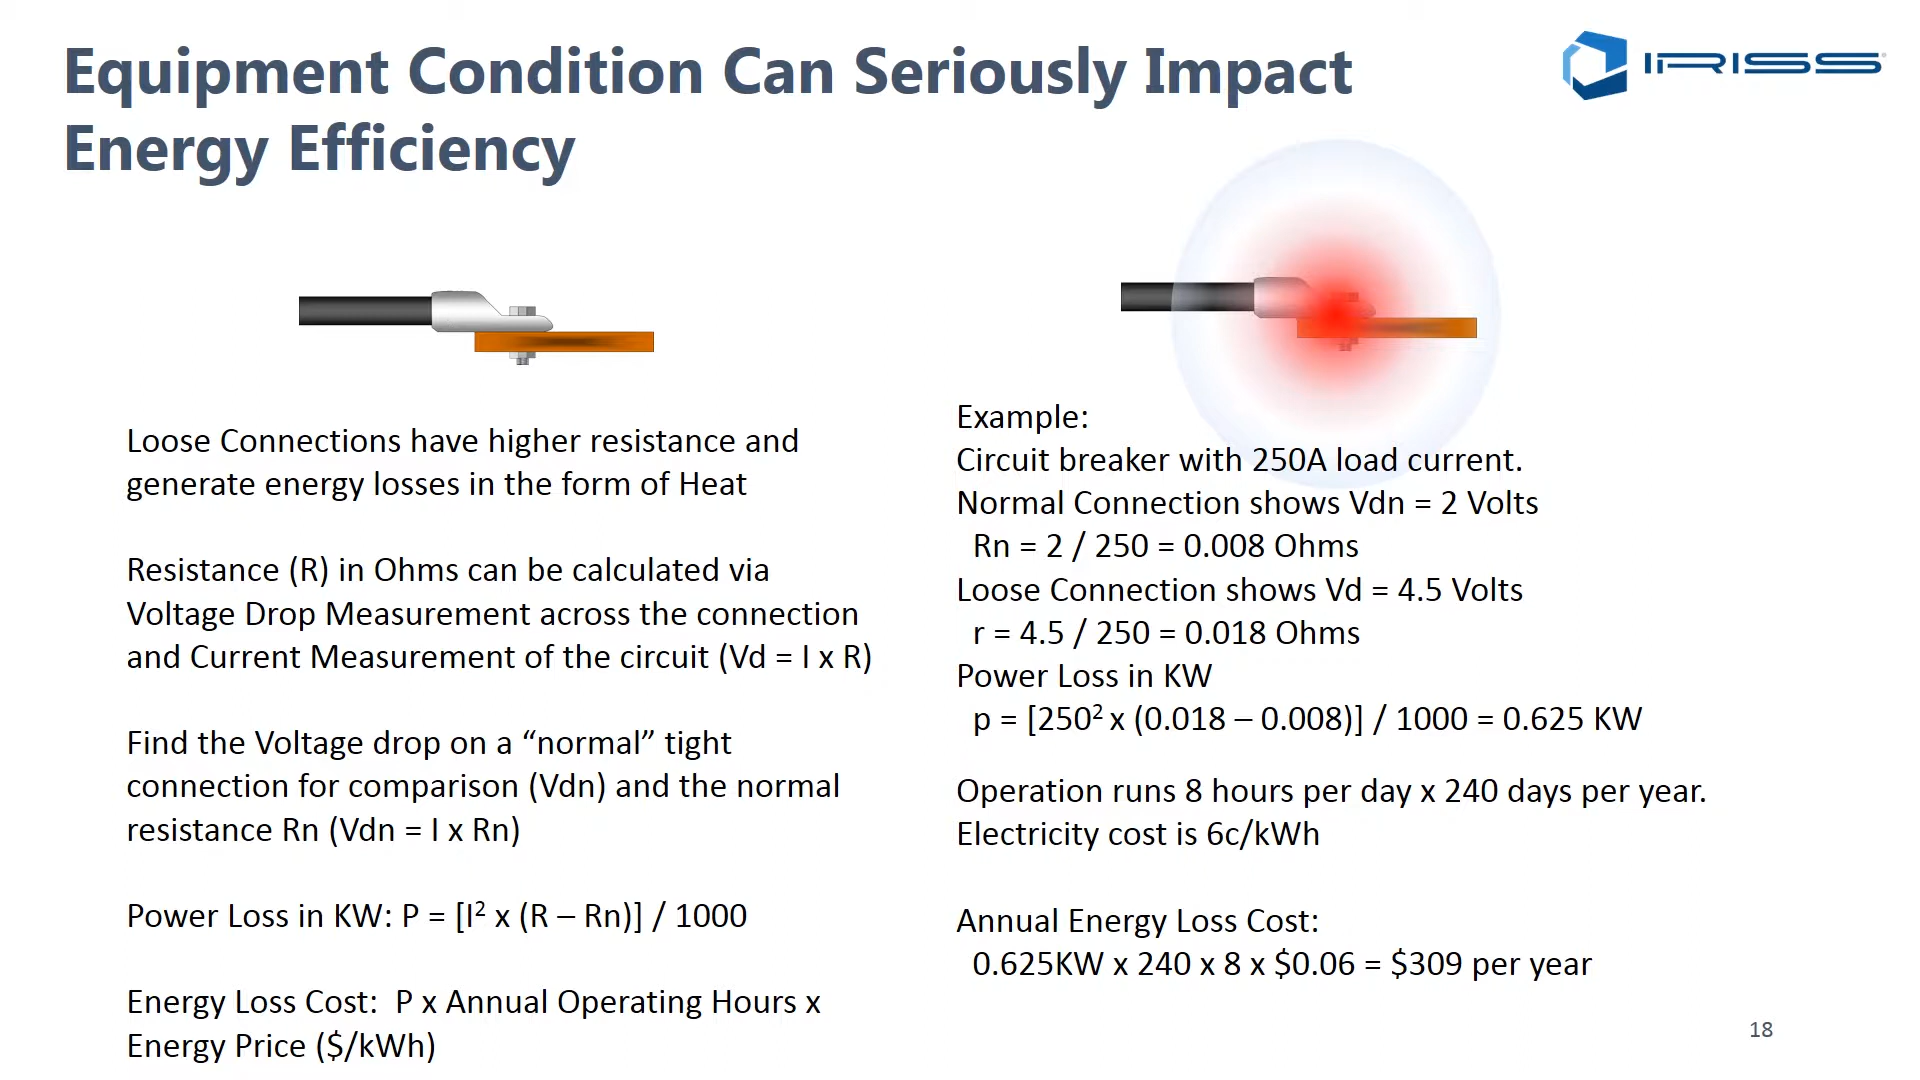 Equipment Condition Can Seriously Impact
Energy Efficiency
IRISS
Loose Connections have higher resistance and
generate energy losses in the form of Heat
Resistance (R) in Ohms can be calculated via
Voltage Drop Measurement across the connection
and Current Measurement of the circuit (Vd = I x R)
Find the Voltage drop on a “normal” tight
connection for comparison (Vdn) and the normal
resistance Rn (Vdn = I x Rn)
Power Loss in KW: P = [I² x (R – Rn)] / 1000
Energy Loss Cost:  P x Annual Operating Hours x
Energy Price ($/kWh)
Example:
Circuit breaker with 250A load current.
Normal Connection shows Vdn = 2 Volts
Rn = 2 / 250 = 0.008 Ohms
Loose Connection shows Vd = 4.5 Volts
r = 4.5 / 250 = 0.018 Ohms
Power Loss in KW
p = [250² x (0.018 – 0.008)] / 1000 = 0.625 KW
Operation runs 8 hours per day x 240 days per year.
Electricity cost is 6c/kWh
Annual Energy Loss Cost:
0.625KW x 240 x 8 x $0.06 = $309 per year
18